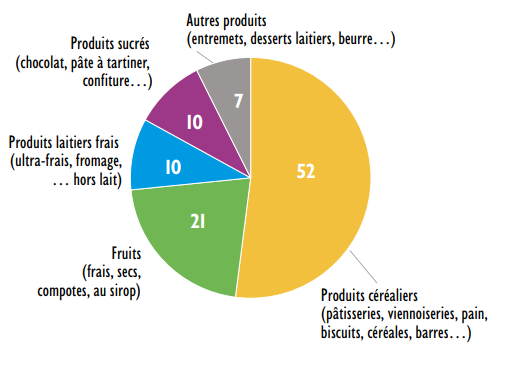 Autres produits
(entremets, desserts laitiers, beurre…)
Produits sucrés
(chocolat, pâte à tartiner,
confiture…)
7
10
Produits laitiers frais
(ultra-frais, fromage,
… hors lait)
10
52
21
Fruits
(frais, secs,
compotes, au sirop)
Produits céréaliers
(pâtisseries, viennoiseries, pain,
biscuits, céréales, barres…)